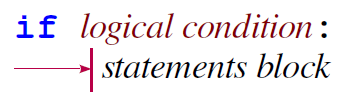 if logical condition:
statements block